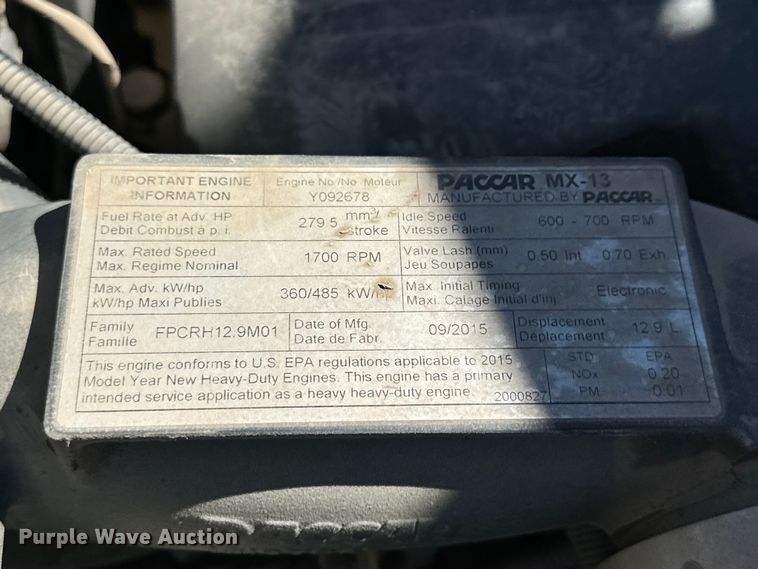 IMPORTANT ENGINE
INFORMATION
Engine No./No. Moteur
Y092678
PACCAR MX-13
MANUFACTURED BY PACCAR
Fuel Rate at Adv. HP
Debit Combust à p. i.
279.5 mm³/stroke
Idle Speed
Vitesse Ralenti
600 - 700 RPM
Max. Rated Speed
Max. Regime Nominal
1700 RPM
Valve Lash (mm)
Jeu Soupapes
0.50 Int 0.70 Exh.
Max. Adv. kW/hp
kW/hp Maxi Publies
360/485 kW/hp
Max. Initial Timing
Maxi. Calage Initial d'inj.
Electronic
Family
Famille
FPCRH12.9M01
Date of Mfg.
Date de Fabr.
09/2015
Displacement
Déplacement
12.9 L
This engine conforms to U.S. EPA regulations applicable to 2015
Model Year New Heavy-Duty Engines. This engine has a primary
intended service application as a heavy heavy-duty engine.
2000827
STD EPA
NOx 0.20
PM 0.01
Purple Wave Auction